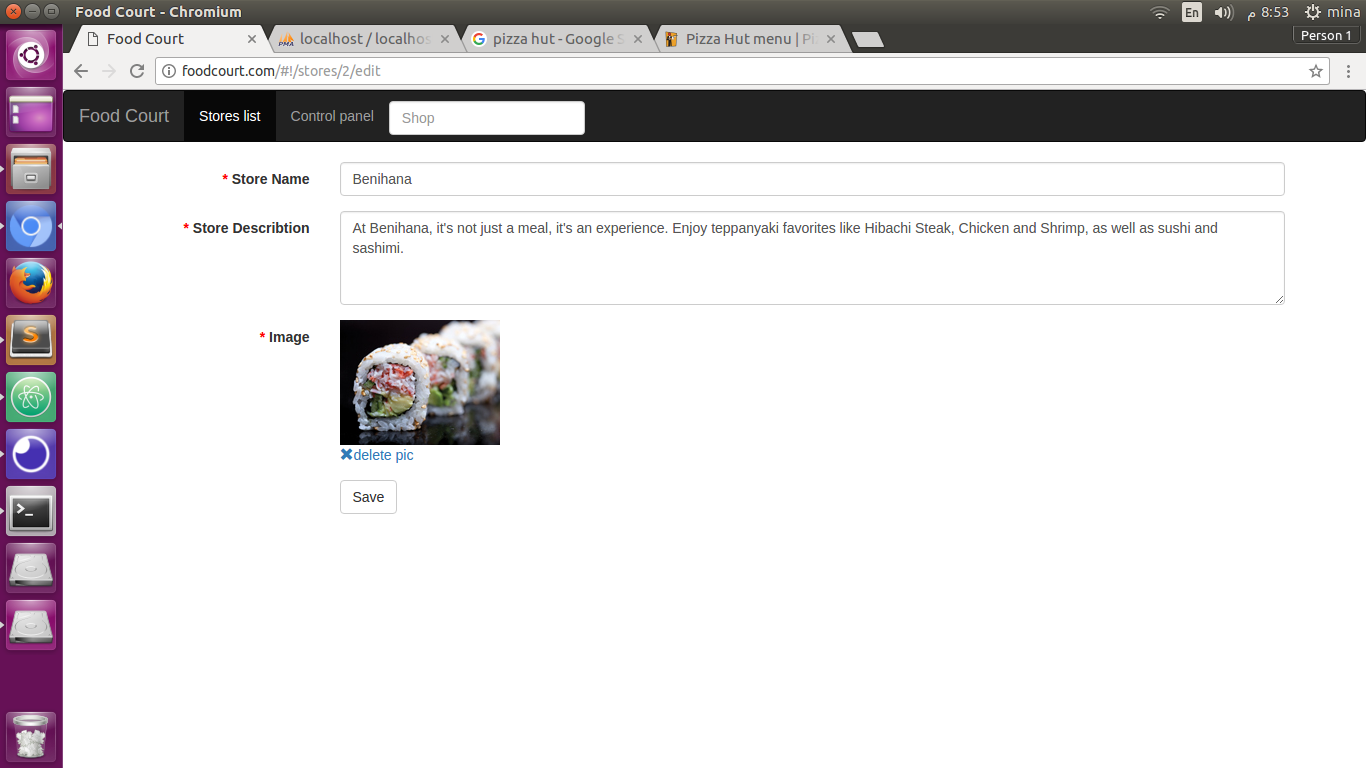 Food Court - Chromium
En
م 8:53
mina
Food Court
PMA
localhost / localhos
pizza hut - Google S
Pizza Hut menu | Pi
Person 1
foodcourt.com/#!/stores/2/edit
Food Court
Stores list
Control panel
Shop
* Store Name
Benihana
* Store Describtion
At Benihana, it's not just a meal, it's an experience. Enjoy teppanyaki favorites like Hibachi Steak, Chicken and Shrimp, as well as sushi and
sashimi.
* Image
delete pic
Save